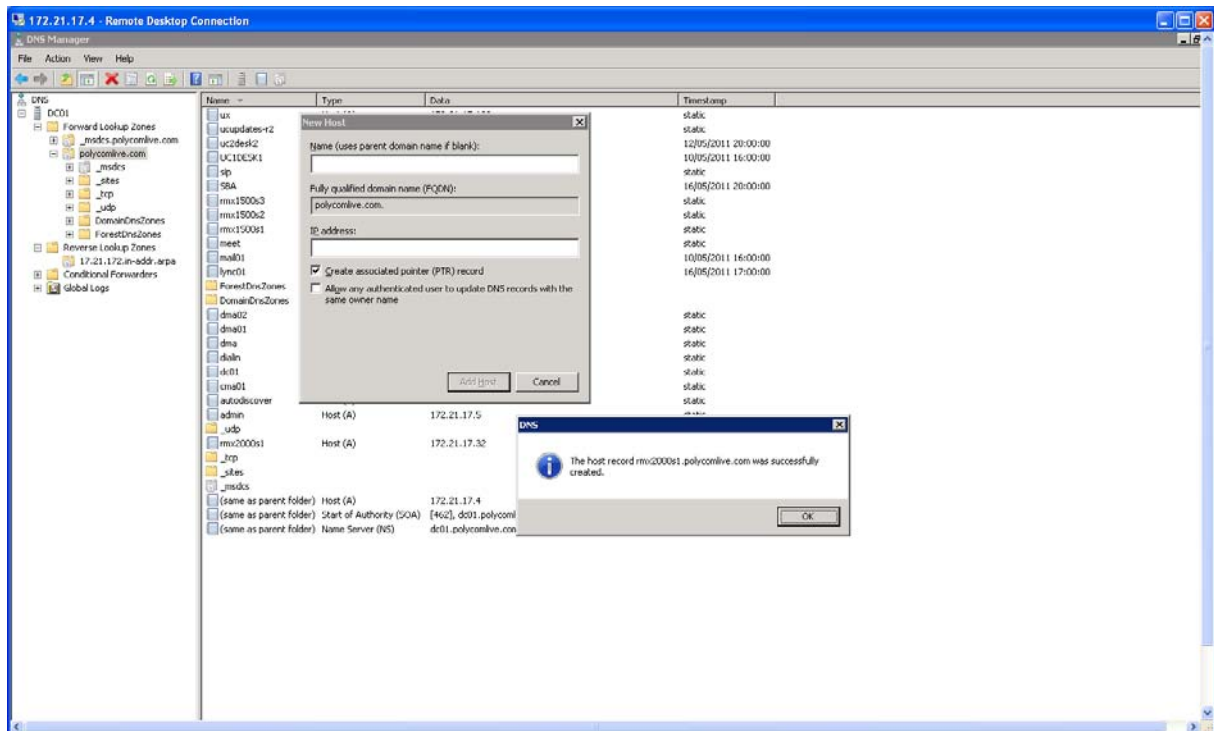 172.21.17.4 - Remote Desktop Connection
DNS Manager
File Action View Help
DNS
DC01
Forward Lookup Zones
_msdcs.polycomlive.com
polycomlive.com
_msdcs
_sites
_tcp
_udp
DomainDnsZones
ForestDnsZones
Reverse Lookup Zones
17.21.172.in-addr.arpa
Conditional Forwarders
Global Logs
Name Type Data Timestamp
ux static
ucupdates-r2 static
uc2desk2 12/05/2011 20:00:00
UC1DESK1 10/05/2011 16:00:00
sip static
SBA 16/05/2011 20:00:00
rmx1500s3 static
rmx1500s2 static
rmx1500s1 static
meet static
mail01 10/05/2011 16:00:00
lync01 16/05/2011 17:00:00
ForestDnsZones
DomainDnsZones
dma02 static
dma01 static
dma static
dialin static
dc01 static
cma01 static
autodiscover static
admin Host (A) 172.21.17.5 static
_udp
rmx2000s1 Host (A) 172.21.17.32
_tcp
_sites
_msdcs
(same as parent folder) Host (A) 172.21.17.4
(same as parent folder) Start of Authority (SOA) [462], dc01.polycoml
(same as parent folder) Name Server (NS) dc01.polycomlive.con
New Host
Name (uses parent domain name if blank):
Fully qualified domain name (FQDN):
polycomlive.com.
IP address:
Create associated pointer (PTR) record
Allow any authenticated user to update DNS records with the
same owner name
Add Host Cancel
DNS
The host record rmx2000s1.polycomlive.com was successfully
created.
OK